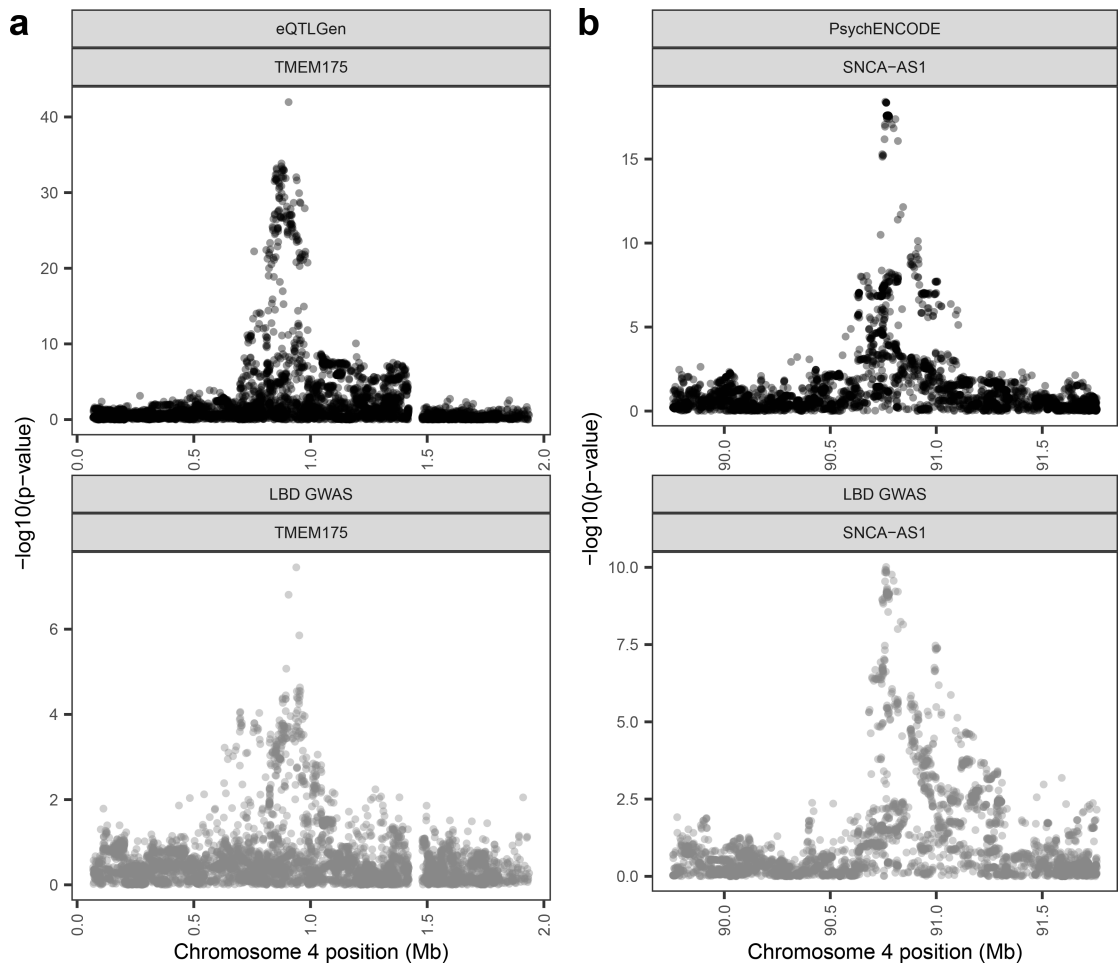 a
eQTLGen
TMEM175
40
30
20
10
0
0.0 0.5 1.0 1.5 2.0
LBD GWAS
TMEM175
6
4
2
0
0.0 0.5 1.0 1.5 2.0
−log10(p−value)
Chromosome 4 position (Mb)
b
PsychENCODE
SNCA−AS1
15
10
5
0
90.0 90.5 91.0 91.5
LBD GWAS
SNCA−AS1
10.0
7.5
5.0
2.5
0.0
90.0 90.5 91.0 91.5
−log10(p−value)
Chromosome 4 position (Mb)